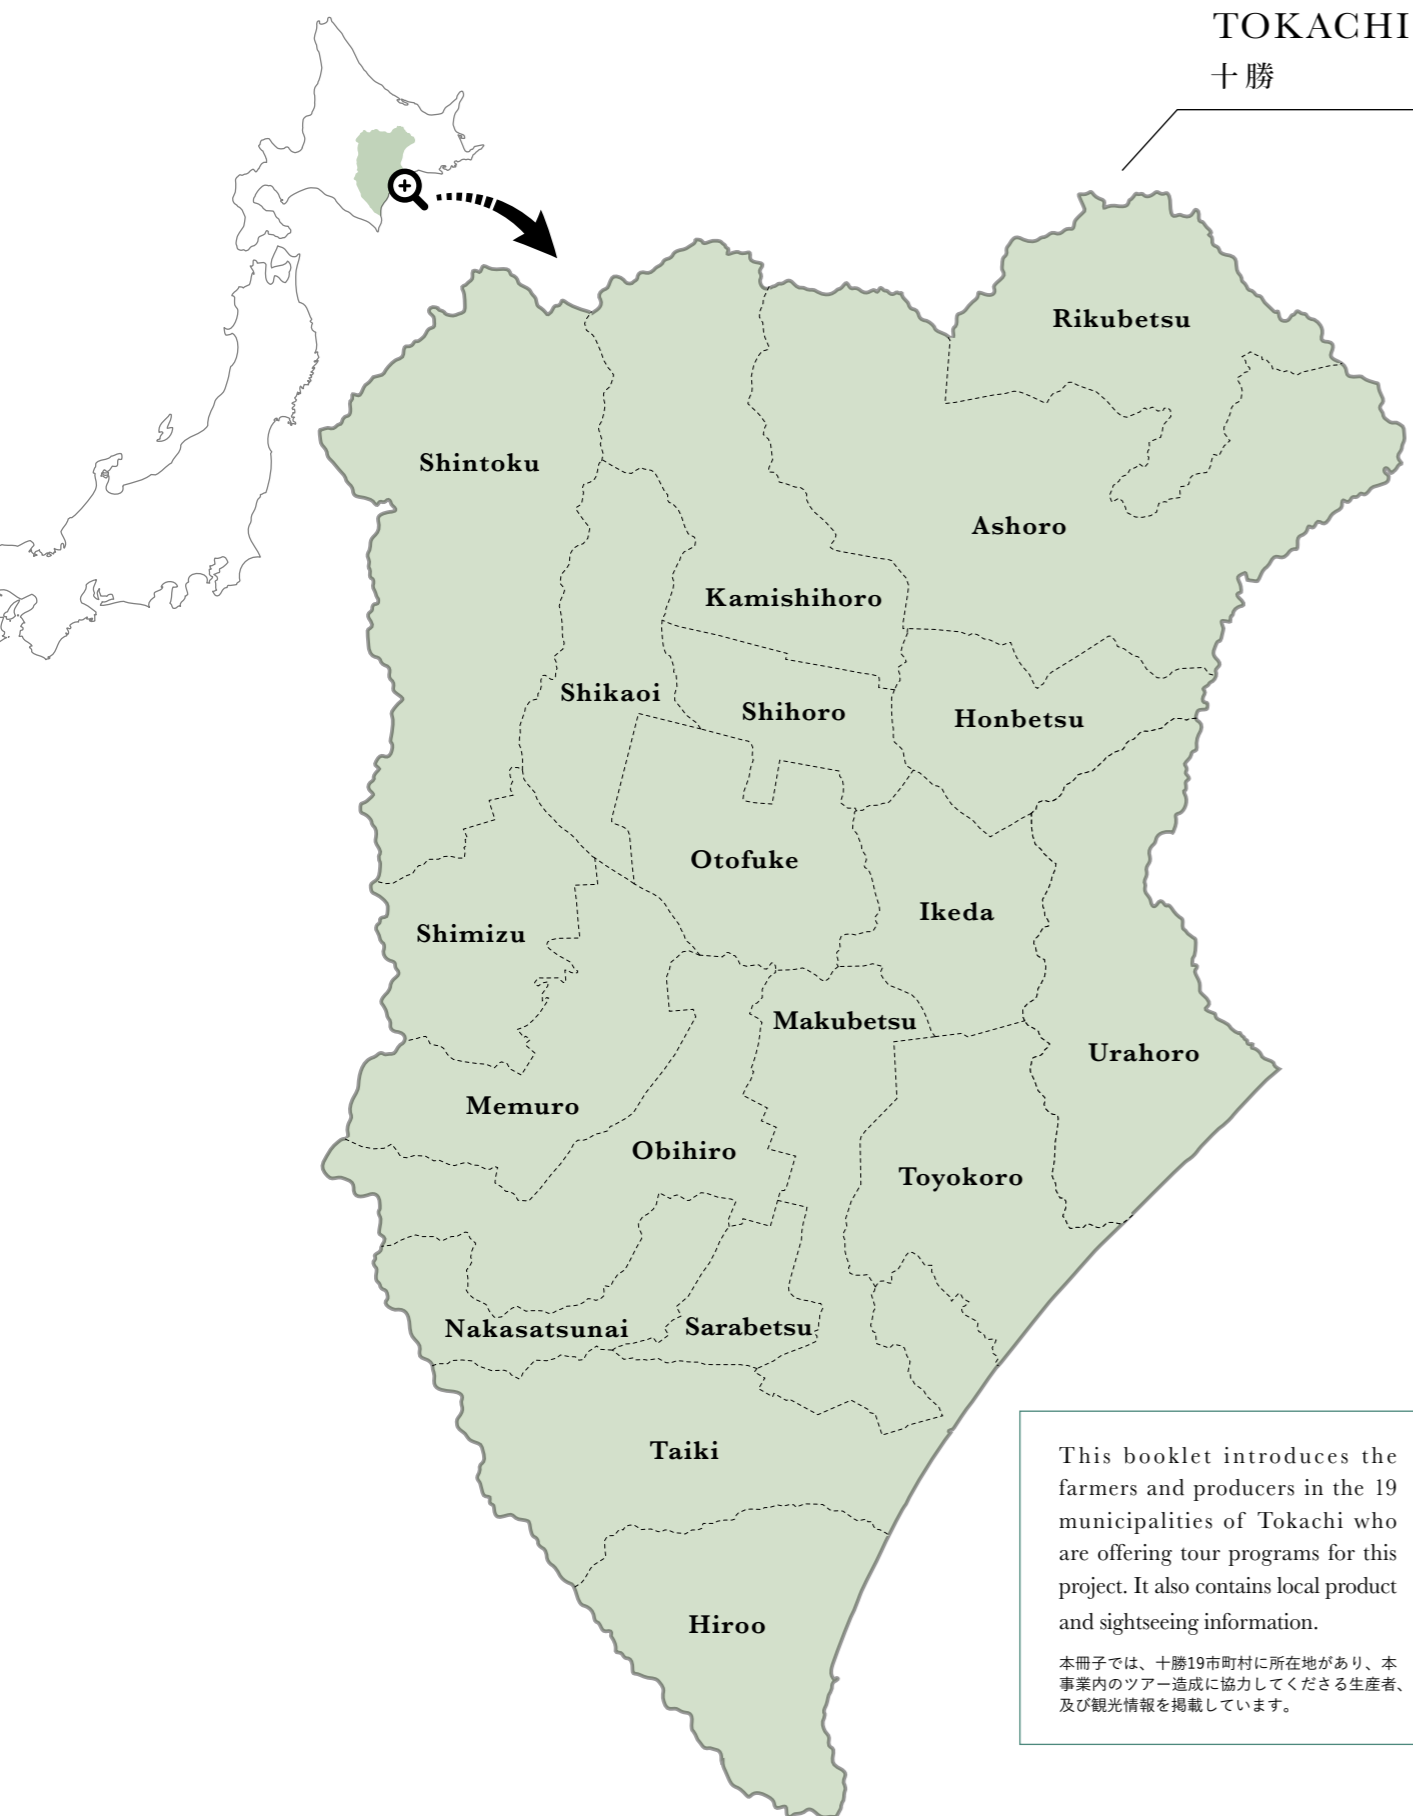 TOKACHI
十勝
Rikubetsu
Shintoku
Ashoro
Kamishihoro
Shikaoi
Shihoro
Honbetsu
Otofuke
Ikeda
Shimizu
Makubetsu
Urahoro
Memuro
Obihiro
Toyokoro
Nakasatsunai
Sarabetsu
Taiki
Hiroo
This booklet introduces the
farmers and producers in the 19
municipalities of Tokachi who
are offering tour programs for this
project. It also contains local product
and sightseeing information.
本冊子では、十勝19市町村に所在地があり、本
事業内のツアー造成に協力してくださる生産者、
及び観光情報を掲載しています。